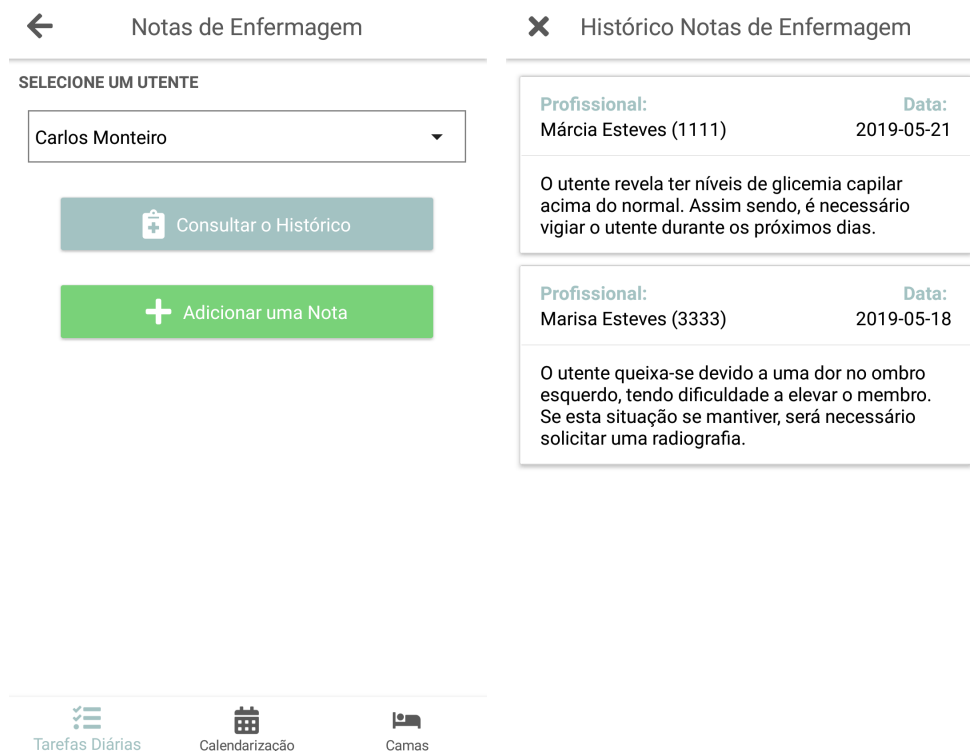 Notas de Enfermagem
SELECIONE UM UTENTE
Carlos Monteiro
Consultar o Histórico
Adicionar uma Nota
Tarefas Diárias
Calendarização
Camas
Histórico Notas de Enfermagem
Profissional: Data:
Márcia Esteves (1111) 2019-05-21
O utente revela ter níveis de glicemia capilar
acima do normal. Assim sendo, é necessário
vigiar o utente durante os próximos dias.
Profissional: Data:
Marisa Esteves (3333) 2019-05-18
O utente queixa-se devido a uma dor no ombro
esquerdo, tendo dificuldade a elevar o membro.
Se esta situação se mantiver, será necessário
solicitar uma radiografia.